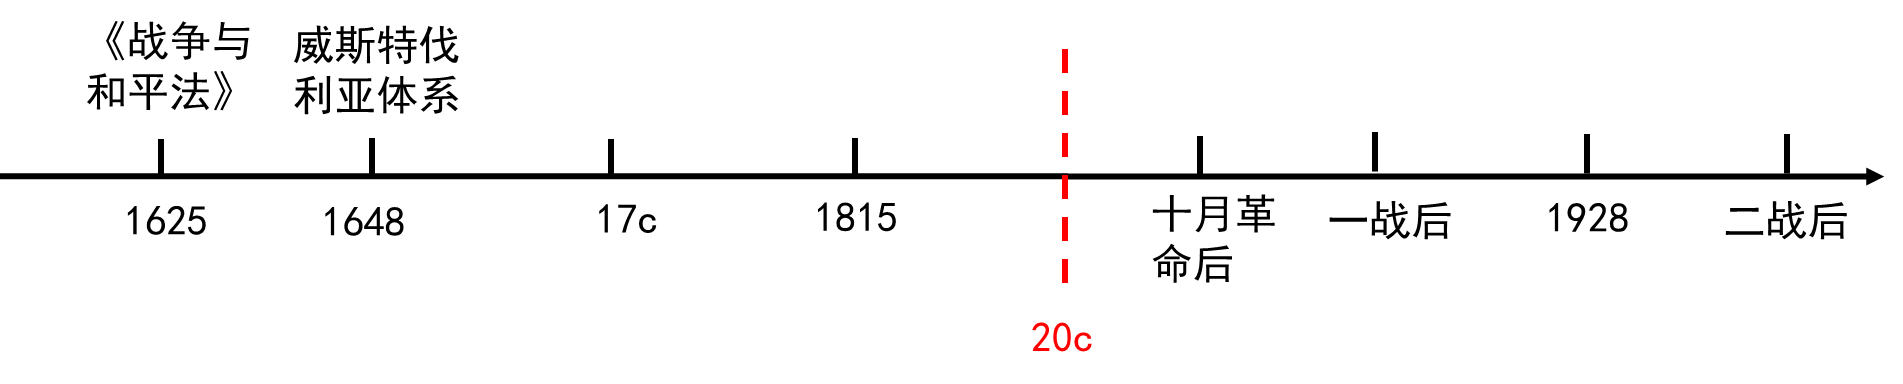 《战争与
和平法》
威斯特伐
利亚体系
1625
1648
17c
1815
20c
十月革
命后
一战后
1928
二战后